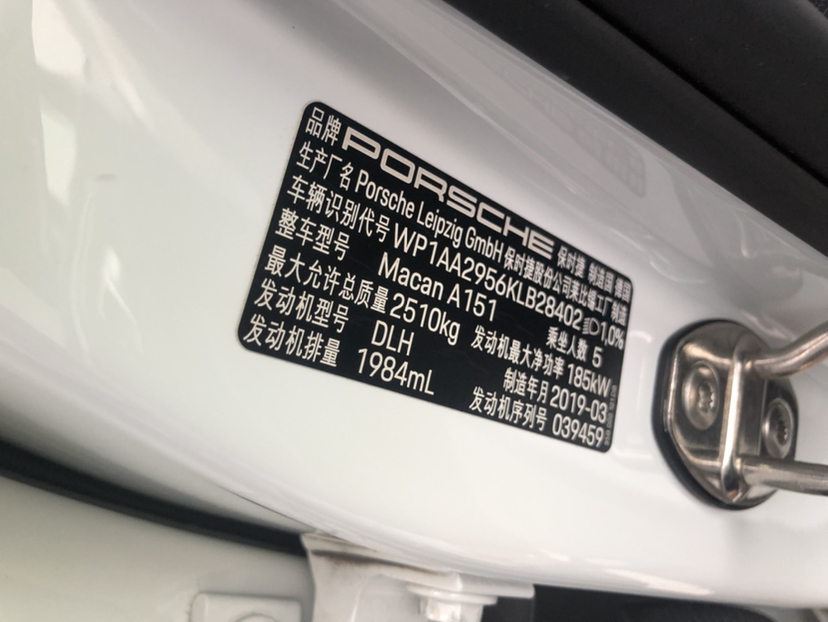 品牌 PORSCHE 保时捷 制造国 德国
生产厂名 Porsche Leipzig GmbH 保时捷股份公司莱比锡工厂制造
车辆识别代号 WP1AA2956KLB28402 1,0%
整车型号 Macan A151 乘坐人数 5
最大允许总质量 2510kg 发动机最大净功率 185kW
发动机型号 DLH 制造年月 2019-03
发动机排量 1984mL 发动机序列号 039459